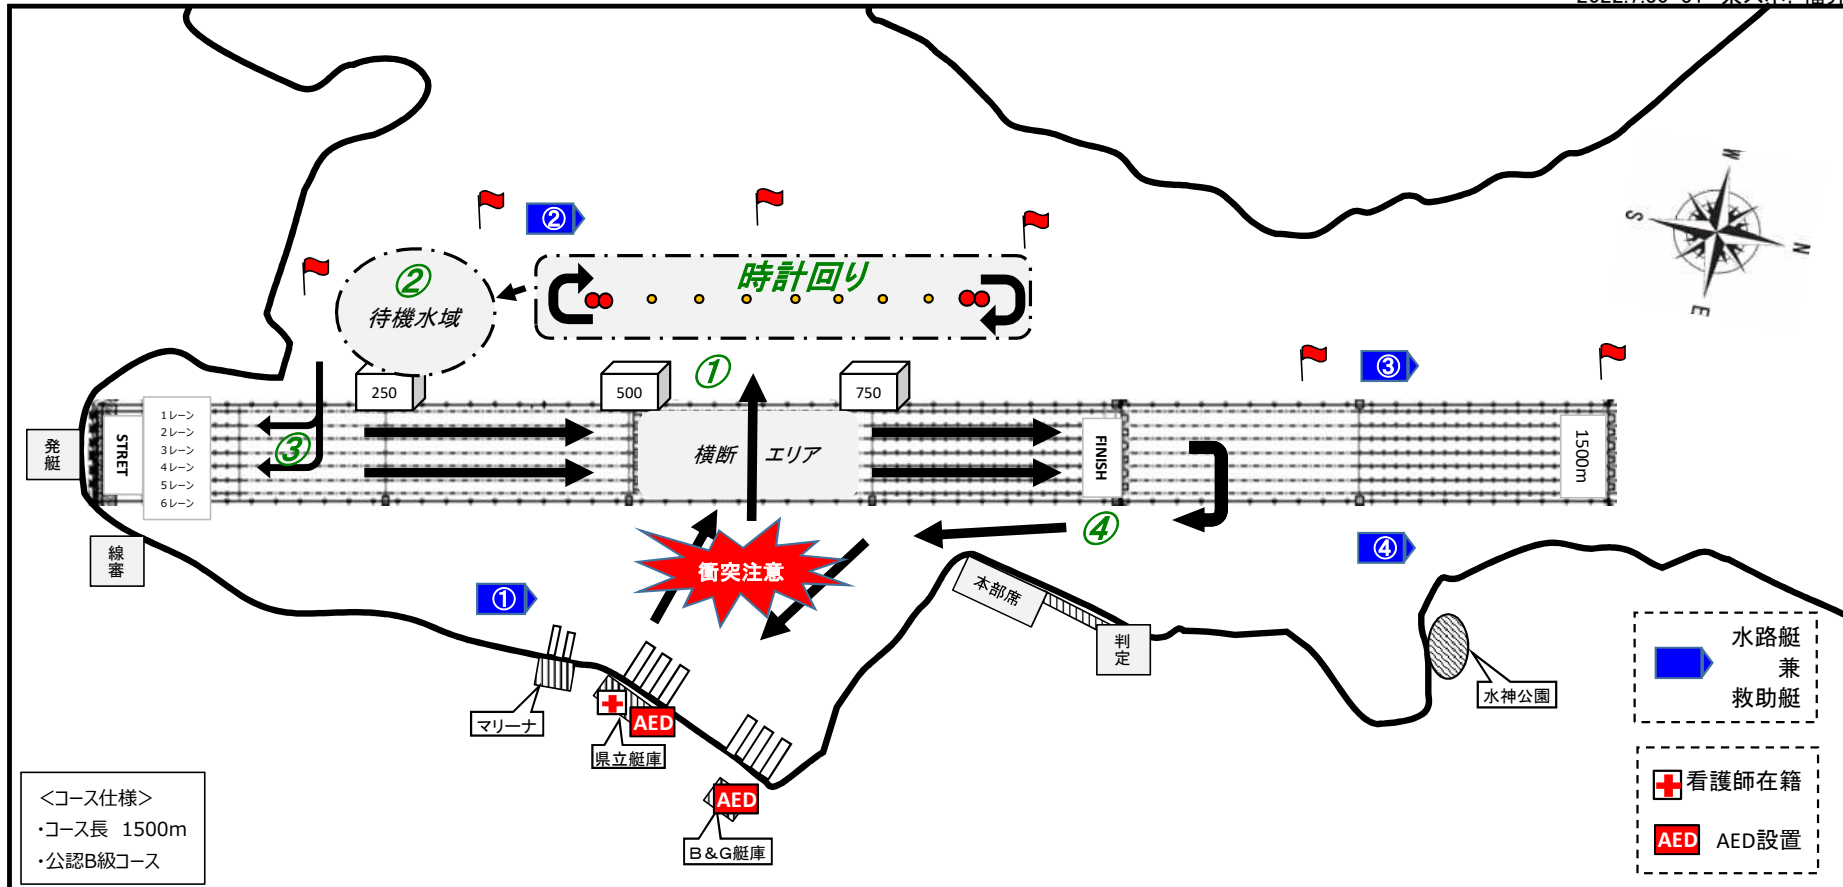 ②
②
時計回り
待機水域
W
S
N
E
①
③
250
500
750
1レーン
2レーン
3レーン
4レーン
5レーン
6レーン
発艇
STRET
③
横断 エリア
FINISH
1500m
④
④
線審
衝突注意
①
本部席
判定
水路艇
兼
救助艇
水神公園
マリーナ
AED
県立艇庫
AED
B&G艇庫
看護師在籍
AED AED設置
<コース仕様>
・コース長 1500m
・公認B級コース